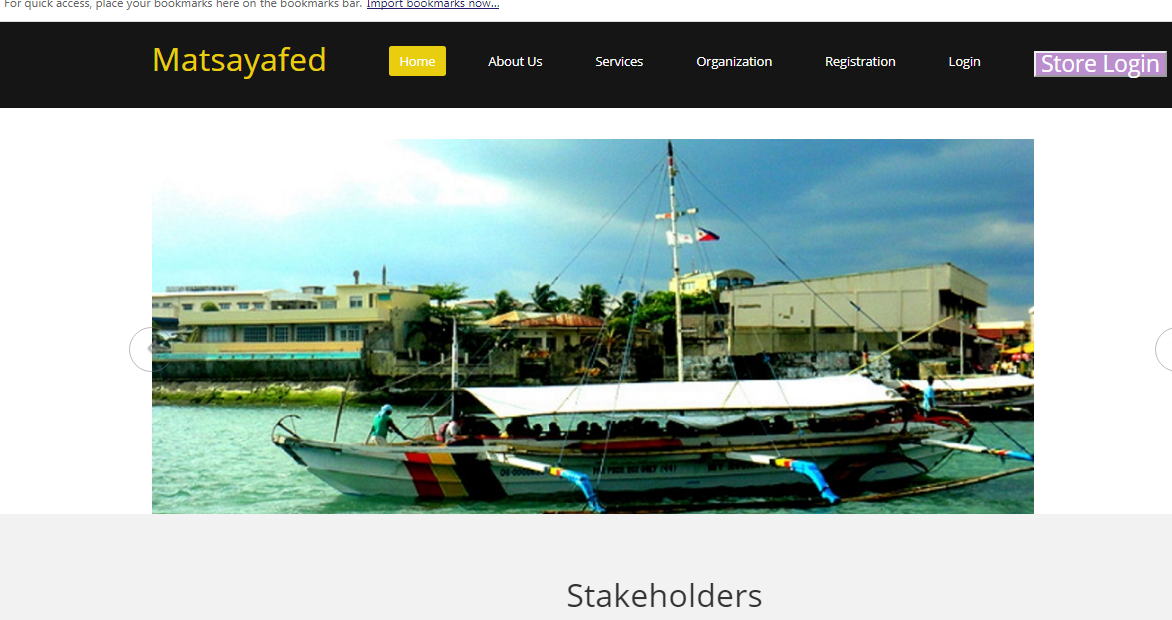 For quick access, place your bookmarks here on the bookmarks bar. Import bookmarks now...
Matsayafed
Home
About Us
Services
Organization
Registration
Login
Store Login
Stakeholders